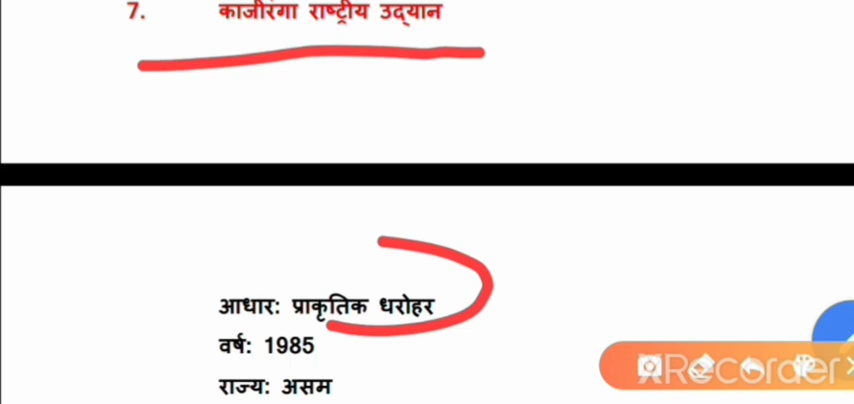 7. काजीरंगा राष्ट्रीय उद्यान
आधार: प्राकृतिक धरोहर
वर्ष: 1985
राज्य: असम
XRecorder